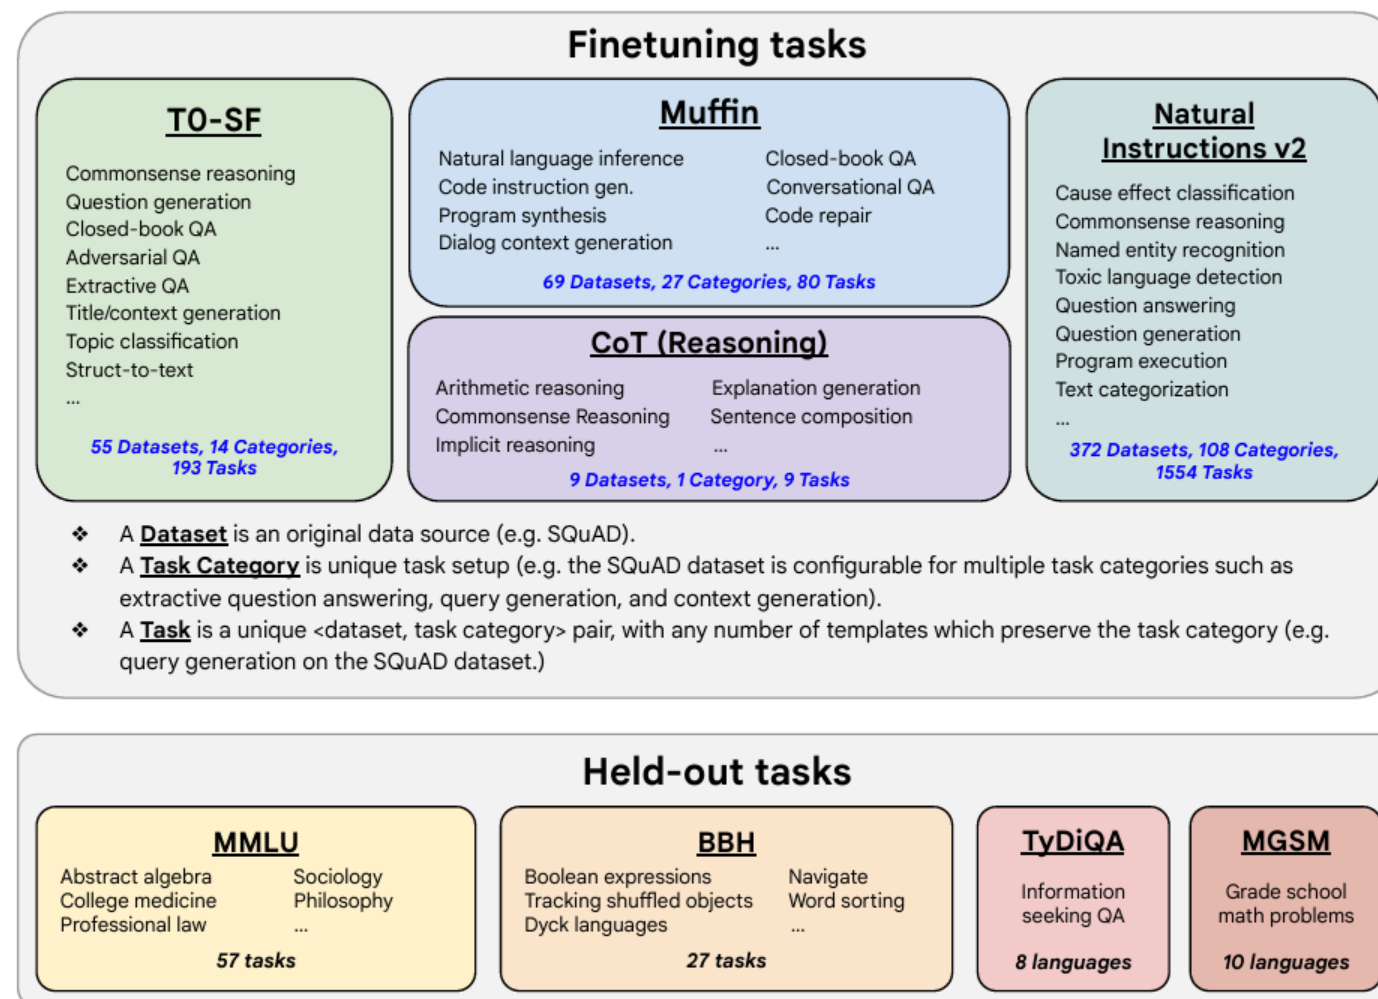 Finetuning tasks
T0-SF
Commonsense reasoning
Question generation
Closed-book QA
Adversarial QA
Extractive QA
Title/context generation
Topic classification
Struct-to-text
...
55 Datasets, 14 Categories,
193 Tasks
Muffin
Natural language inference
Code instruction gen.
Program synthesis
Dialog context generation
Closed-book QA
Conversational QA
Code repair
...
69 Datasets, 27 Categories, 80 Tasks
CoT (Reasoning)
Arithmetic reasoning
Commonsense Reasoning
Implicit reasoning
Explanation generation
Sentence composition
...
9 Datasets, 1 Category, 9 Tasks
Natural
Instructions v2
Cause effect classification
Commonsense reasoning
Named entity recognition
Toxic language detection
Question answering
Question generation
Program execution
Text categorization
...
372 Datasets, 108 Categories,
1554 Tasks
❖ A Dataset is an original data source (e.g. SQuAD).
❖ A Task Category is unique task setup (e.g. the SQuAD dataset is configurable for multiple task categories such as
extractive question answering, query generation, and context generation).
❖ A Task is a unique <dataset, task category> pair, with any number of templates which preserve the task category (e.g.
query generation on the SQuAD dataset.)
Held-out tasks
MMLU
Abstract algebra
College medicine
Professional law
Sociology
Philosophy
...
57 tasks
BBH
Boolean expressions
Tracking shuffled objects
Dyck languages
Navigate
Word sorting
...
27 tasks
TyDiQA
Information
seeking QA
8 languages
MGSM
Grade school
math problems
10 languages